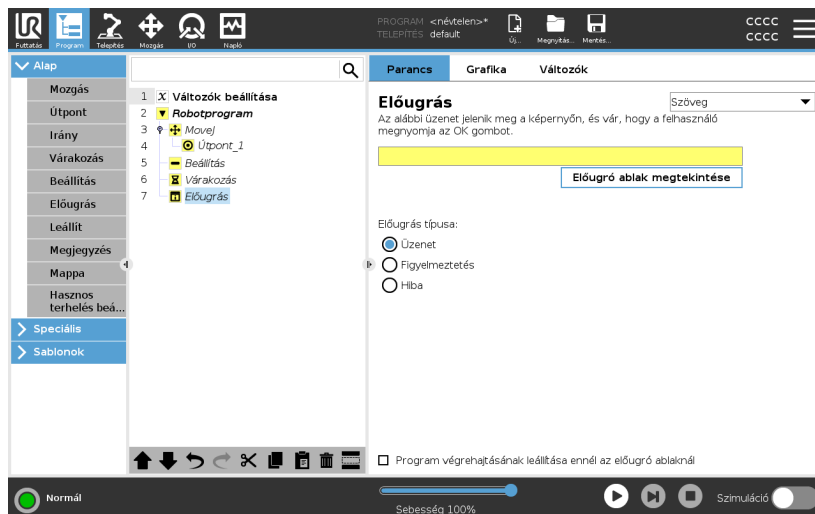 UR
PROGRAM <névtelen>*
TELEPÍTÉS default
cccc
cccc
Futtatás Program Telepítés Mozgás I/O Napló Új... Megnyitás... Mentés...
Alap
Mozgás
Útpont
Irány
Várakozás
Beállítás
Előugrás
Leállít
Megjegyzés
Mappa
Hasznos
terhelés beá...
Speciális
Sablonok
1 X Változók beállítása
2 Robotprogram
3 MoveJ
4 Útpont_1
5 Beállítás
6 Várakozás
7 Előugrás
Parancs Grafika Változók
Előugrás
Szöveg
Az alábbi üzenet jelenik meg a képernyőn, és vár, hogy a felhasználó
megnyomja az OK gombot.
Előugró ablak megtekintése
Előugrás típusa:
Üzenet
Figyelmeztetés
Hiba
Program végrehajtásának leállítása ennél az előugró ablaknál
Normál
Sebesség 100%
Szimuláció